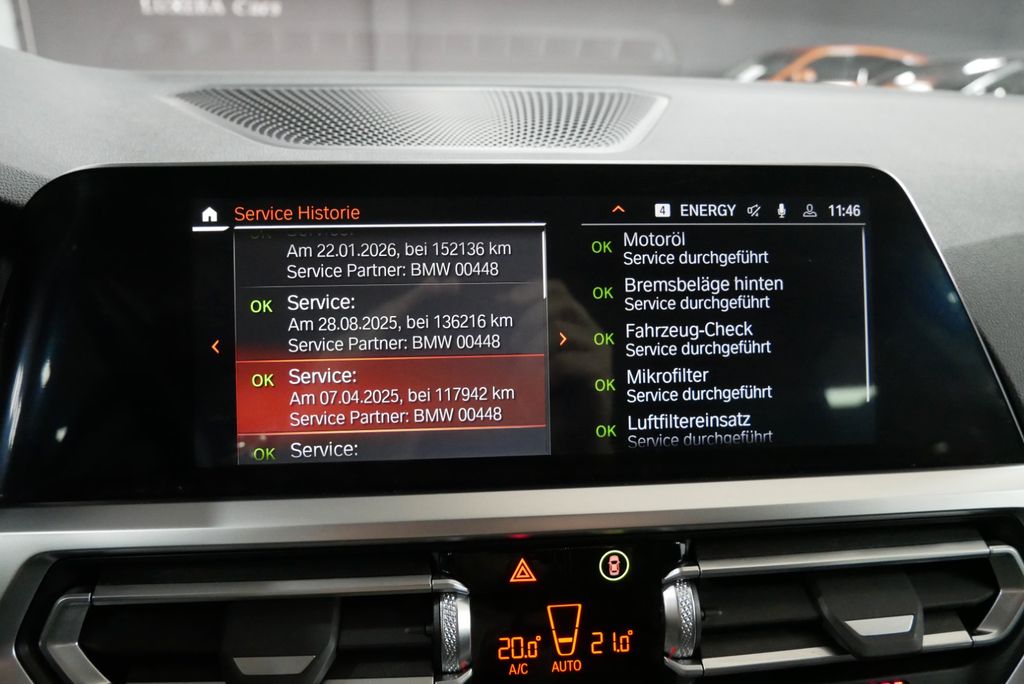 Cars
Service Historie
4 ENERGY 11:46
Am 22.01.2026, bei 152136 km
Service Partner: BMW 00448
OK Service:
Am 28.08.2025, bei 136216 km
Service Partner: BMW 00448
OK Service:
Am 07.04.2025, bei 117942 km
Service Partner: BMW 00448
OK Service:
OK Motoröl
Service durchgeführt
OK Bremsbeläge hinten
Service durchgeführt
OK Fahrzeug-Check
Service durchgeführt
OK Mikrofilter
Service durchgeführt
OK Luftfiltereinsatz
Service durchgeführt
20.0° 21.0°
A/C AUTO